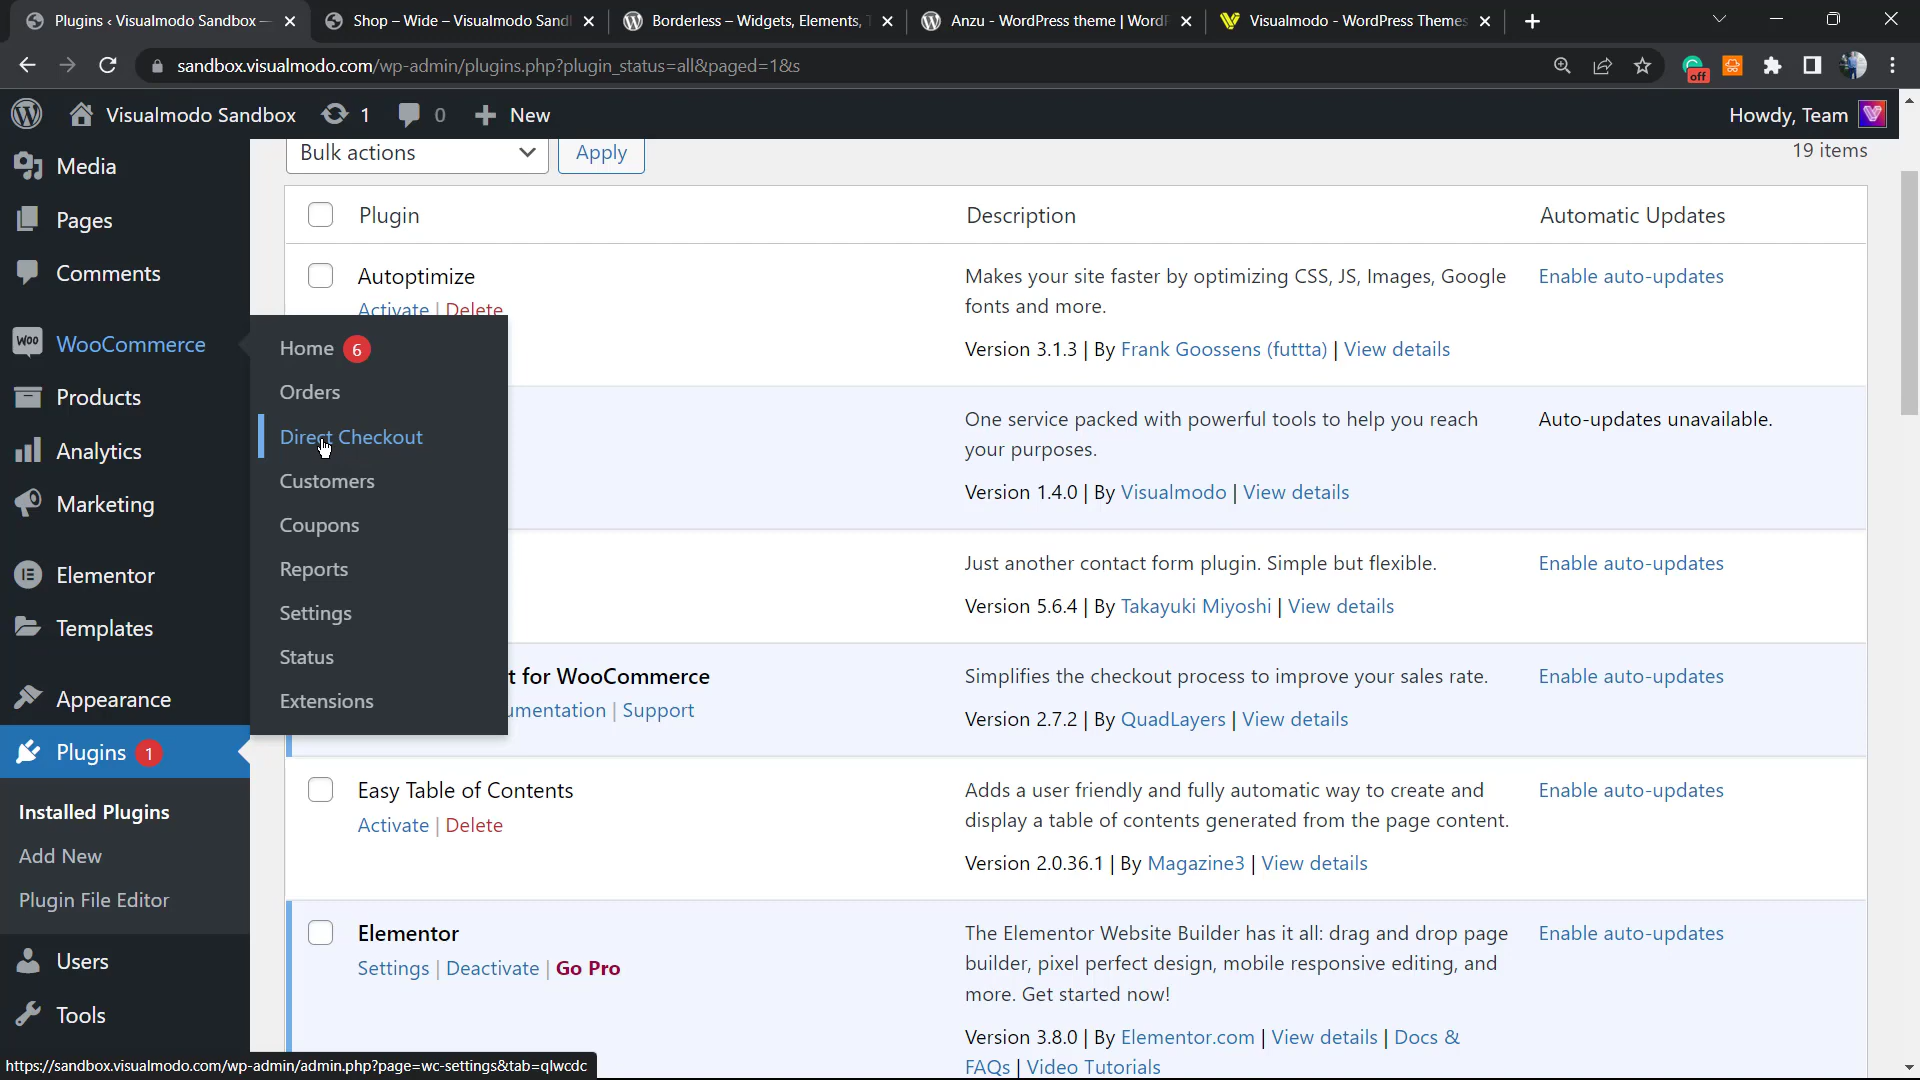 Plugins ‹ Visualmodo Sandbox —
Shop – Wide – Visualmodo Sand
Borderless – Widgets, Elements,
Anzu - WordPress theme | Word
Visualmodo - WordPress Themes
sandbox.visualmodo.com/wp-admin/plugins.php?plugin_status=all&paged=1&s
off
Visualmodo Sandbox
1
0
New
Howdy, Team
Media
Pages
Comments
WooCommerce
Products
Analytics
Marketing
Elementor
Templates
Appearance
Plugins 1
Installed Plugins
Add New
Plugin File Editor
Users
Tools
Home 6
Orders
Direct Checkout
Customers
Coupons
Reports
Settings
Status
Extensions
Bulk actions
Apply
19 items
Plugin
Description
Automatic Updates
Autoptimize
Activate | Delete
Makes your site faster by optimizing CSS, JS, Images, Google
fonts and more.
Version 3.1.3 | By Frank Goossens (futtta) | View details
Enable auto-updates
One service packed with powerful tools to help you reach
your purposes.
Version 1.4.0 | By Visualmodo | View details
Auto-updates unavailable.
Just another contact form plugin. Simple but flexible.
Version 5.6.4 | By Takayuki Miyoshi | View details
Enable auto-updates
t for WooCommerce
umentation | Support
Simplifies the checkout process to improve your sales rate.
Version 2.7.2 | By QuadLayers | View details
Enable auto-updates
Easy Table of Contents
Activate | Delete
Adds a user friendly and fully automatic way to create and
display a table of contents generated from the page content.
Version 2.0.36.1 | By Magazine3 | View details
Enable auto-updates
Elementor
Settings | Deactivate | Go Pro
The Elementor Website Builder has it all: drag and drop page
builder, pixel perfect design, mobile responsive editing, and
more. Get started now!
Version 3.8.0 | By Elementor.com | View details | Docs &
FAQs | Video Tutorials
Enable auto-updates
https://sandbox.visualmodo.com/wp-admin/admin.php?page=wc-settings&tab=qlwcdc